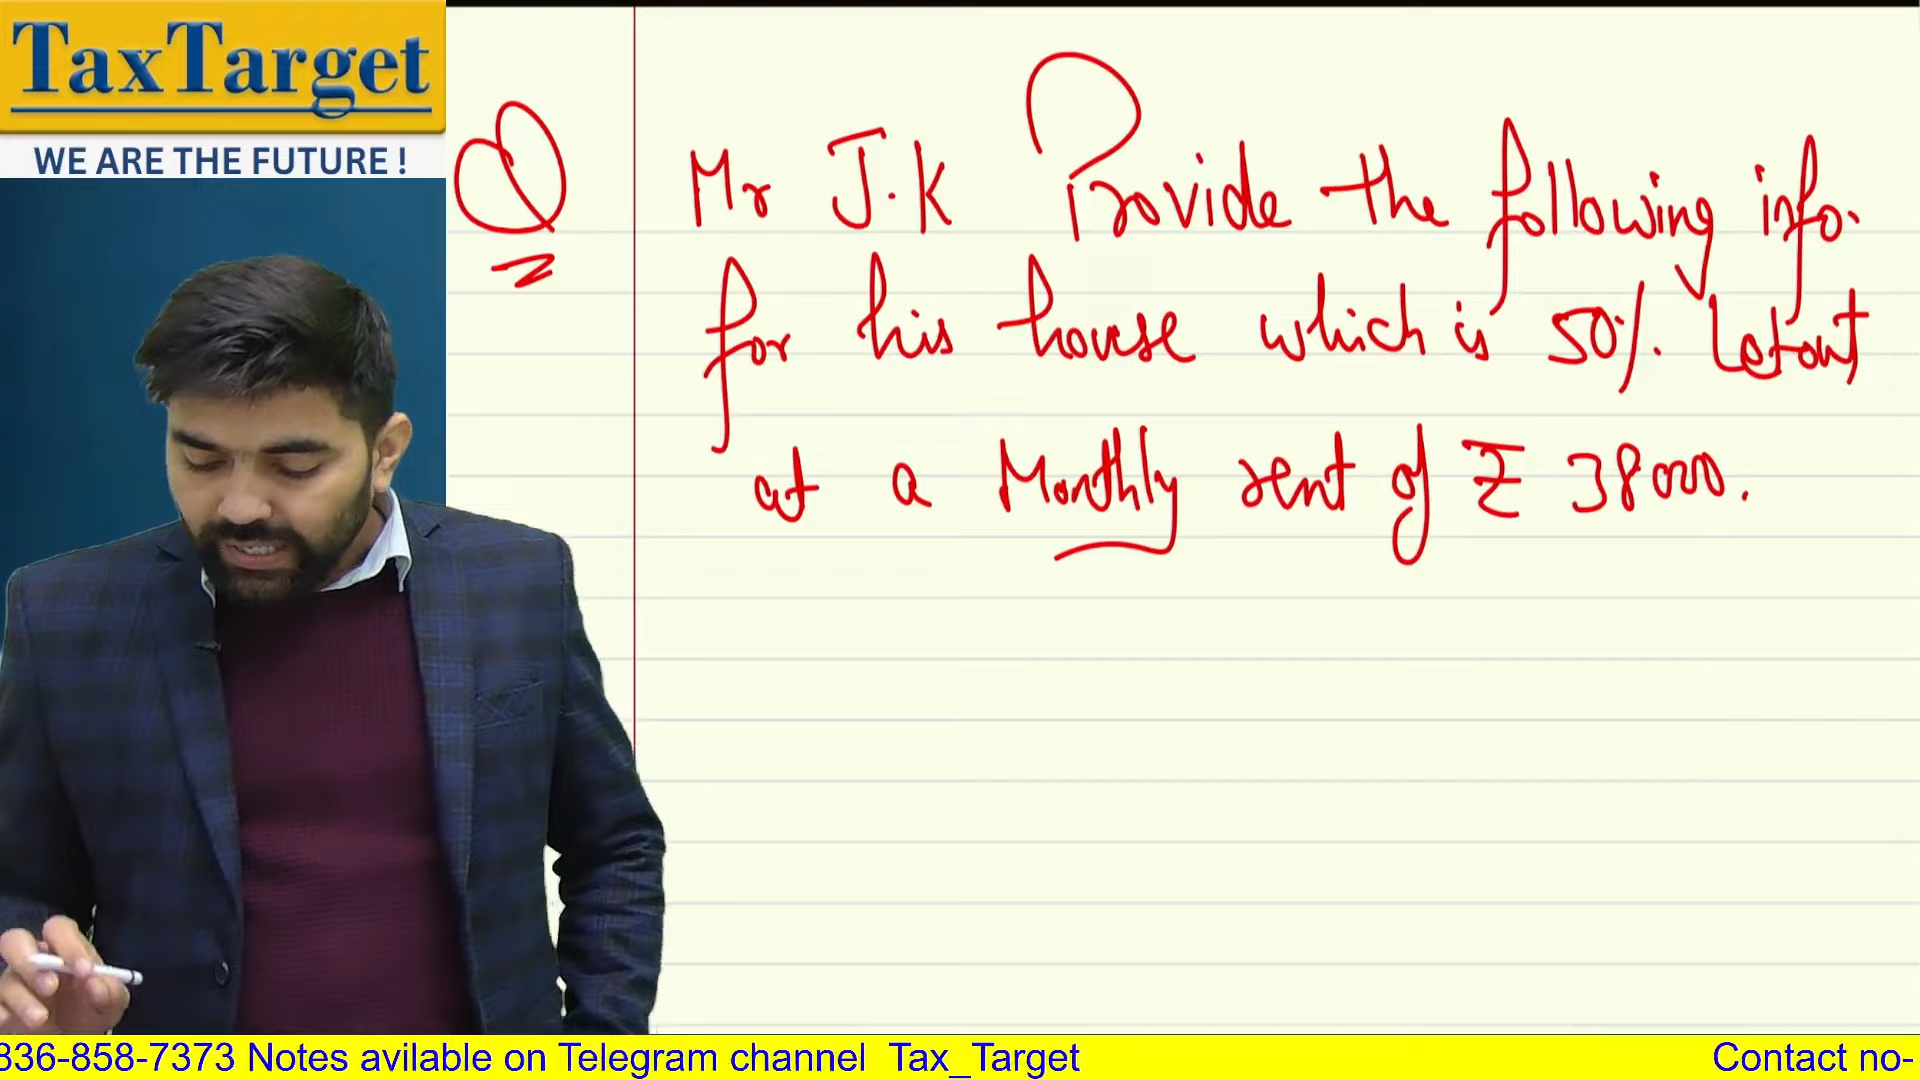 TaxTarget
WE ARE THE FUTURE !
Q
Mr J.K Provide the following info.
for his house which is 50%. Letout
at a Monthly rent of ₹ 38000.
836-858-7373 Notes avilable on Telegram channel Tax_Target
Contact no-